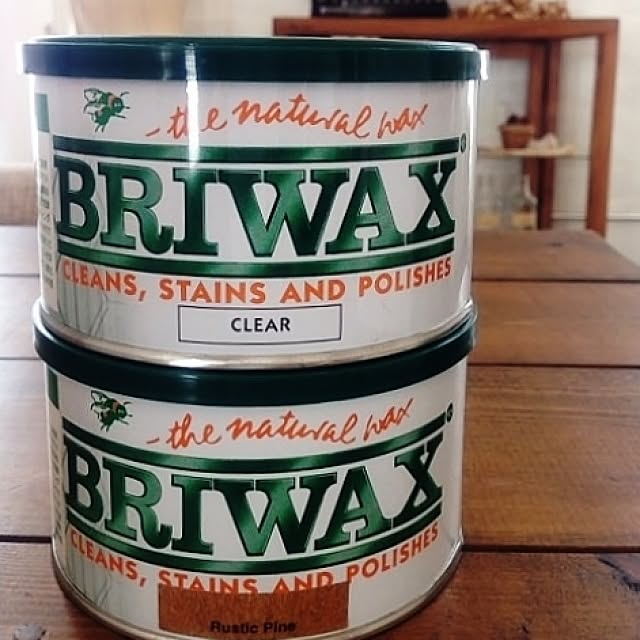 the natural wax
BRIWAX®
CLEANS, STAINS AND POLISHES
CLEAR
the natural wax
BRIWAX®
CLEANS, STAINS AND POLISHES
Rustic Pine